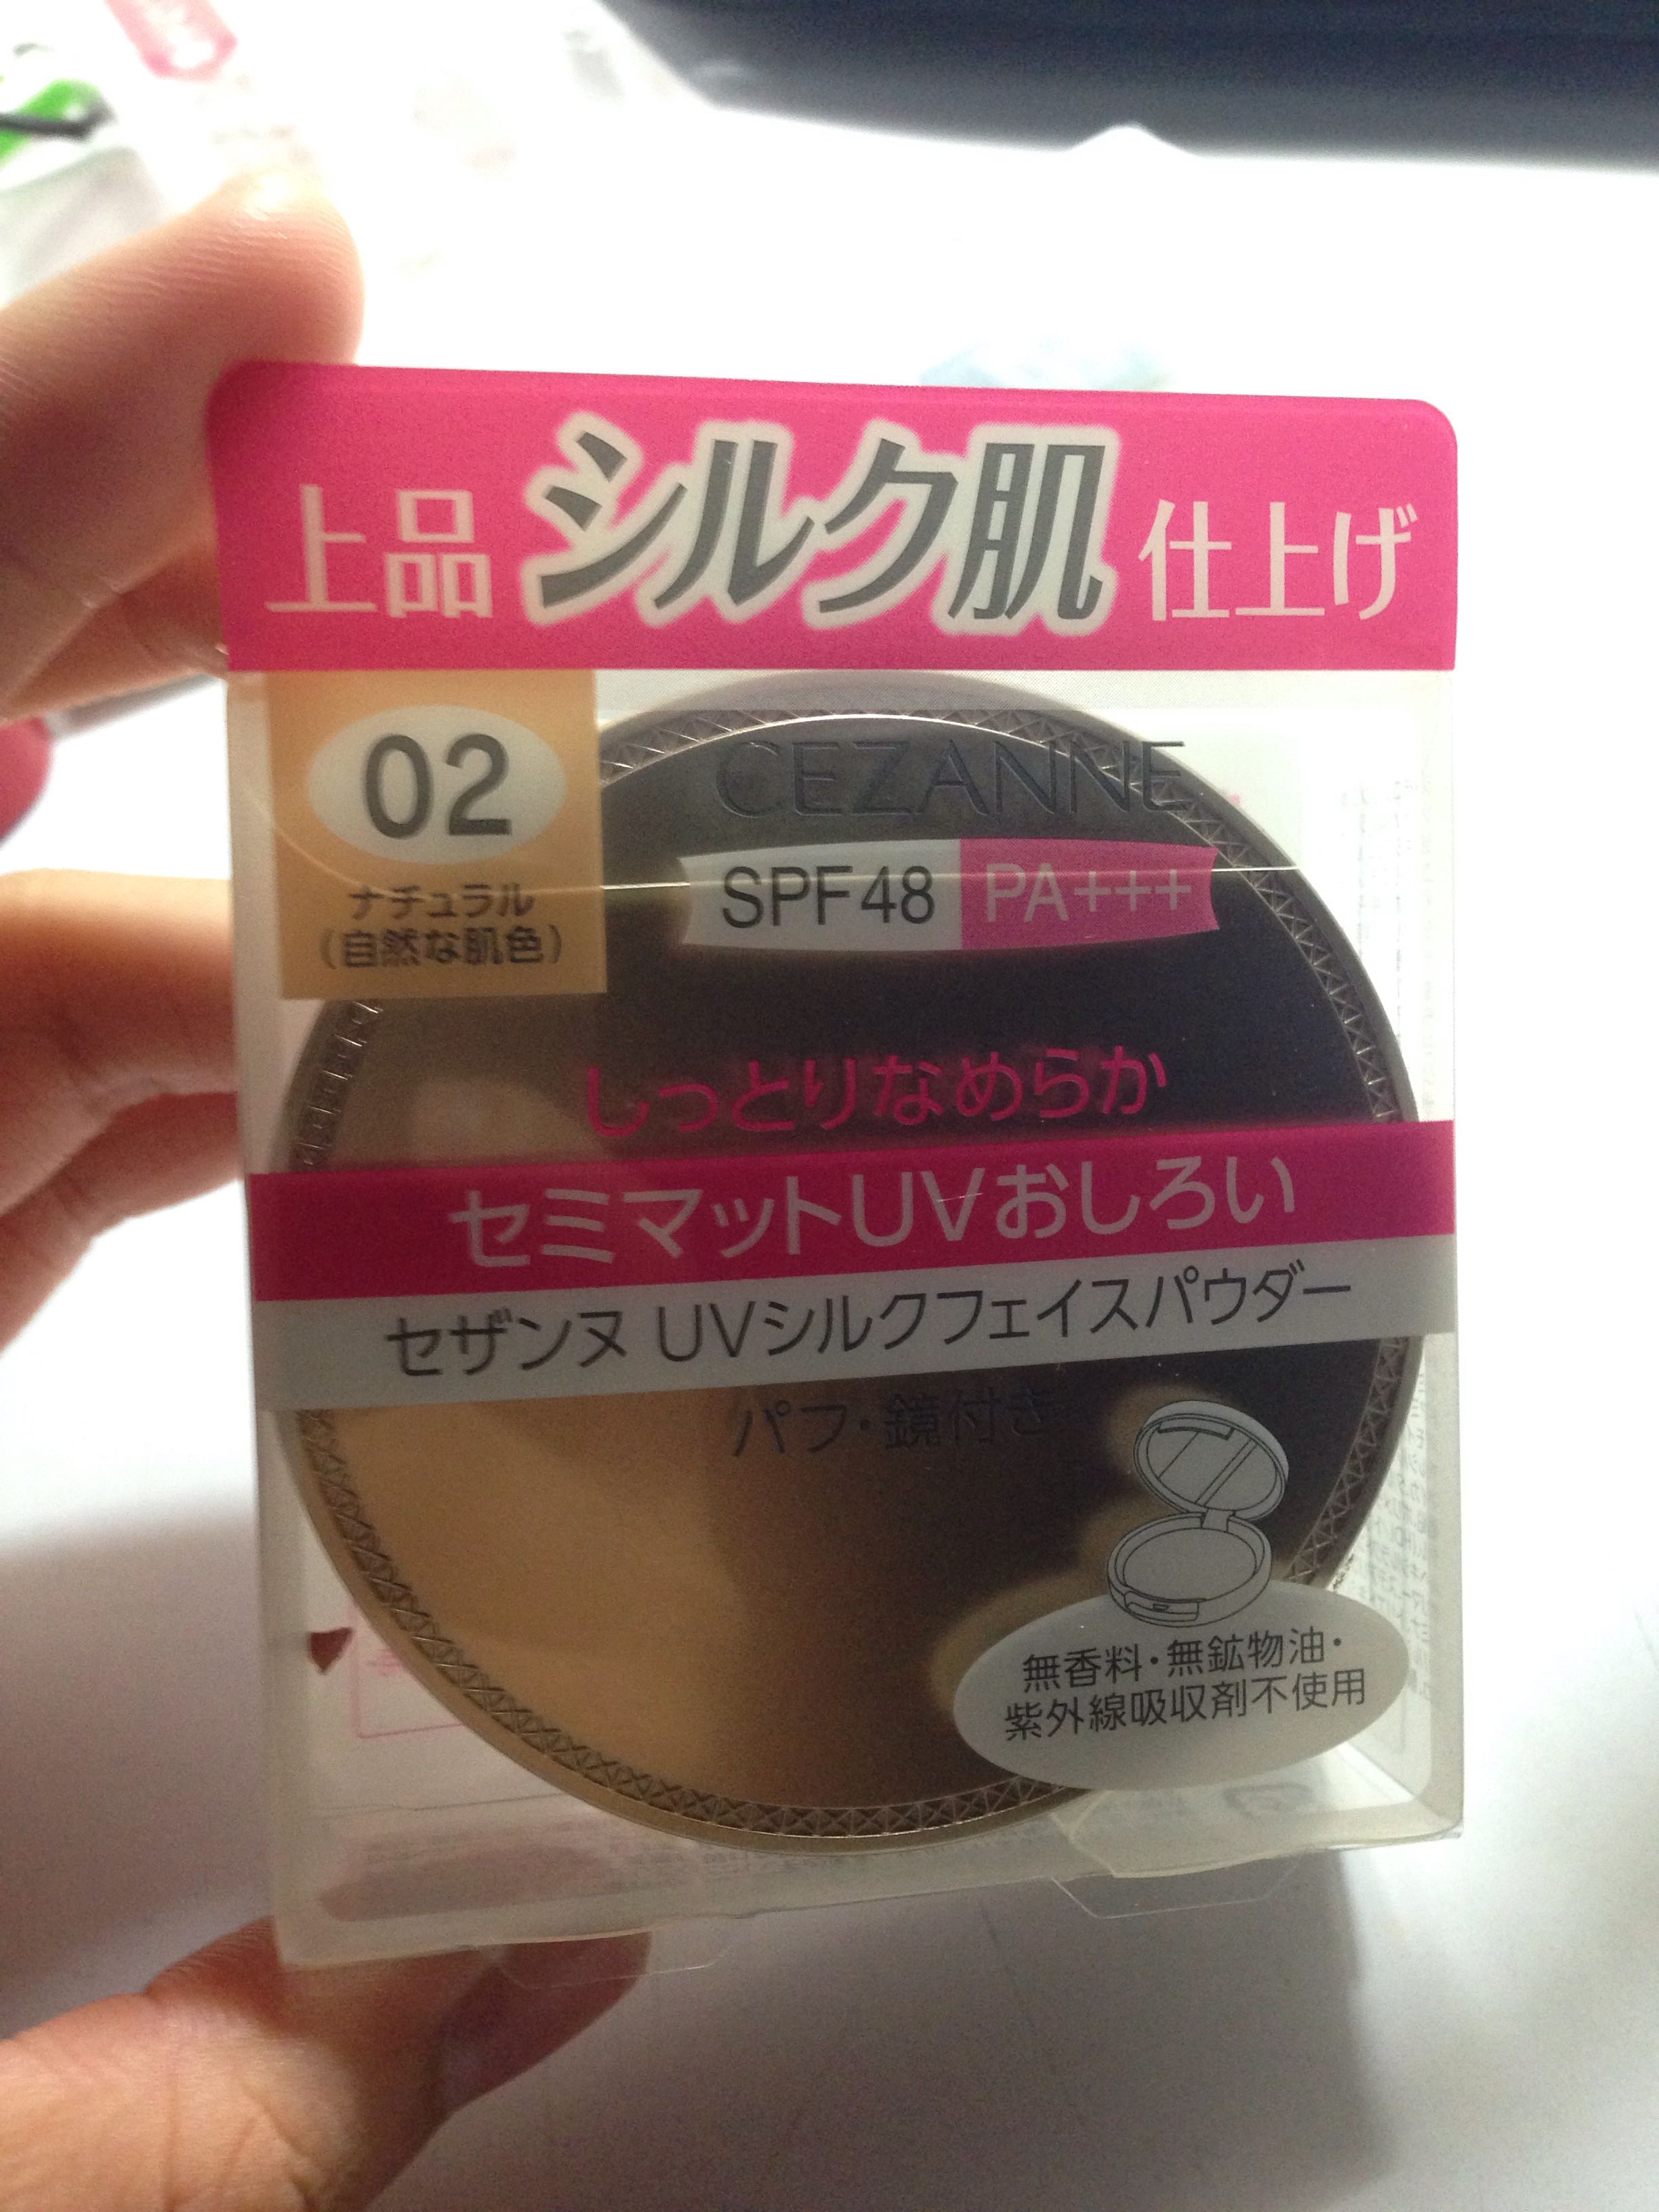 上品 シルク肌 仕上げ
02
ナチュラル
(自然な肌色)
CEZANNE
SPF48 PA+++
しっとりなめらか
セミマットUVおしろい
セザンヌ UVシルクフェイスパウダー
パフ・鏡付き
無香料・無鉱物油・
紫外線吸収剤不使用